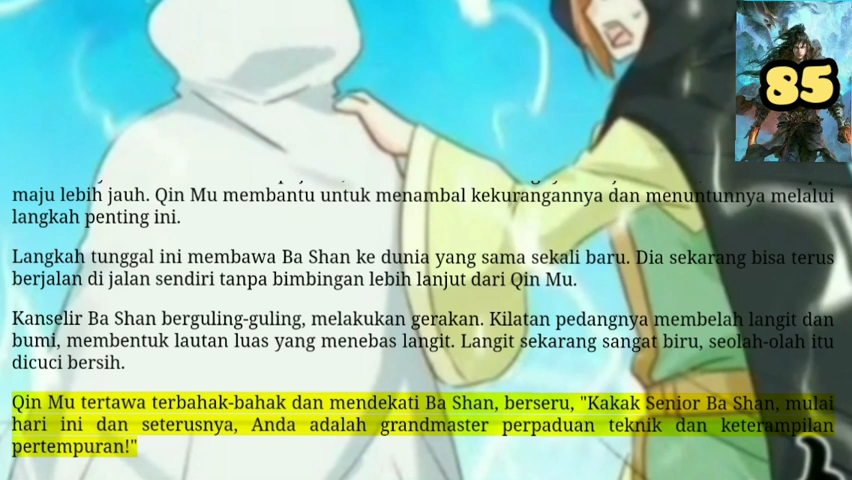 85
maju lebih jauh. Qin Mu membantu untuk menambal kekurangannya dan menuntunnya melalui
langkah penting ini.
Langkah tunggal ini membawa Ba Shan ke dunia yang sama sekali baru. Dia sekarang bisa terus
berjalan di jalan sendiri tanpa bimbingan lebih lanjut dari Qin Mu.
Kanselir Ba Shan berguling-guling, melakukan gerakan. Kilatan pedangnya membelah langit dan
bumi, membentuk lautan luas yang menebas langit. Langit sekarang sangat biru, seolah-olah itu
dicuci bersih.
Qin Mu tertawa terbahak-bahak dan mendekati Ba Shan, berseru, "Kakak Senior Ba Shan, mulai
hari ini dan seterusnya, Anda adalah grandmaster perpaduan teknik dan keterampilan
pertempuran!"